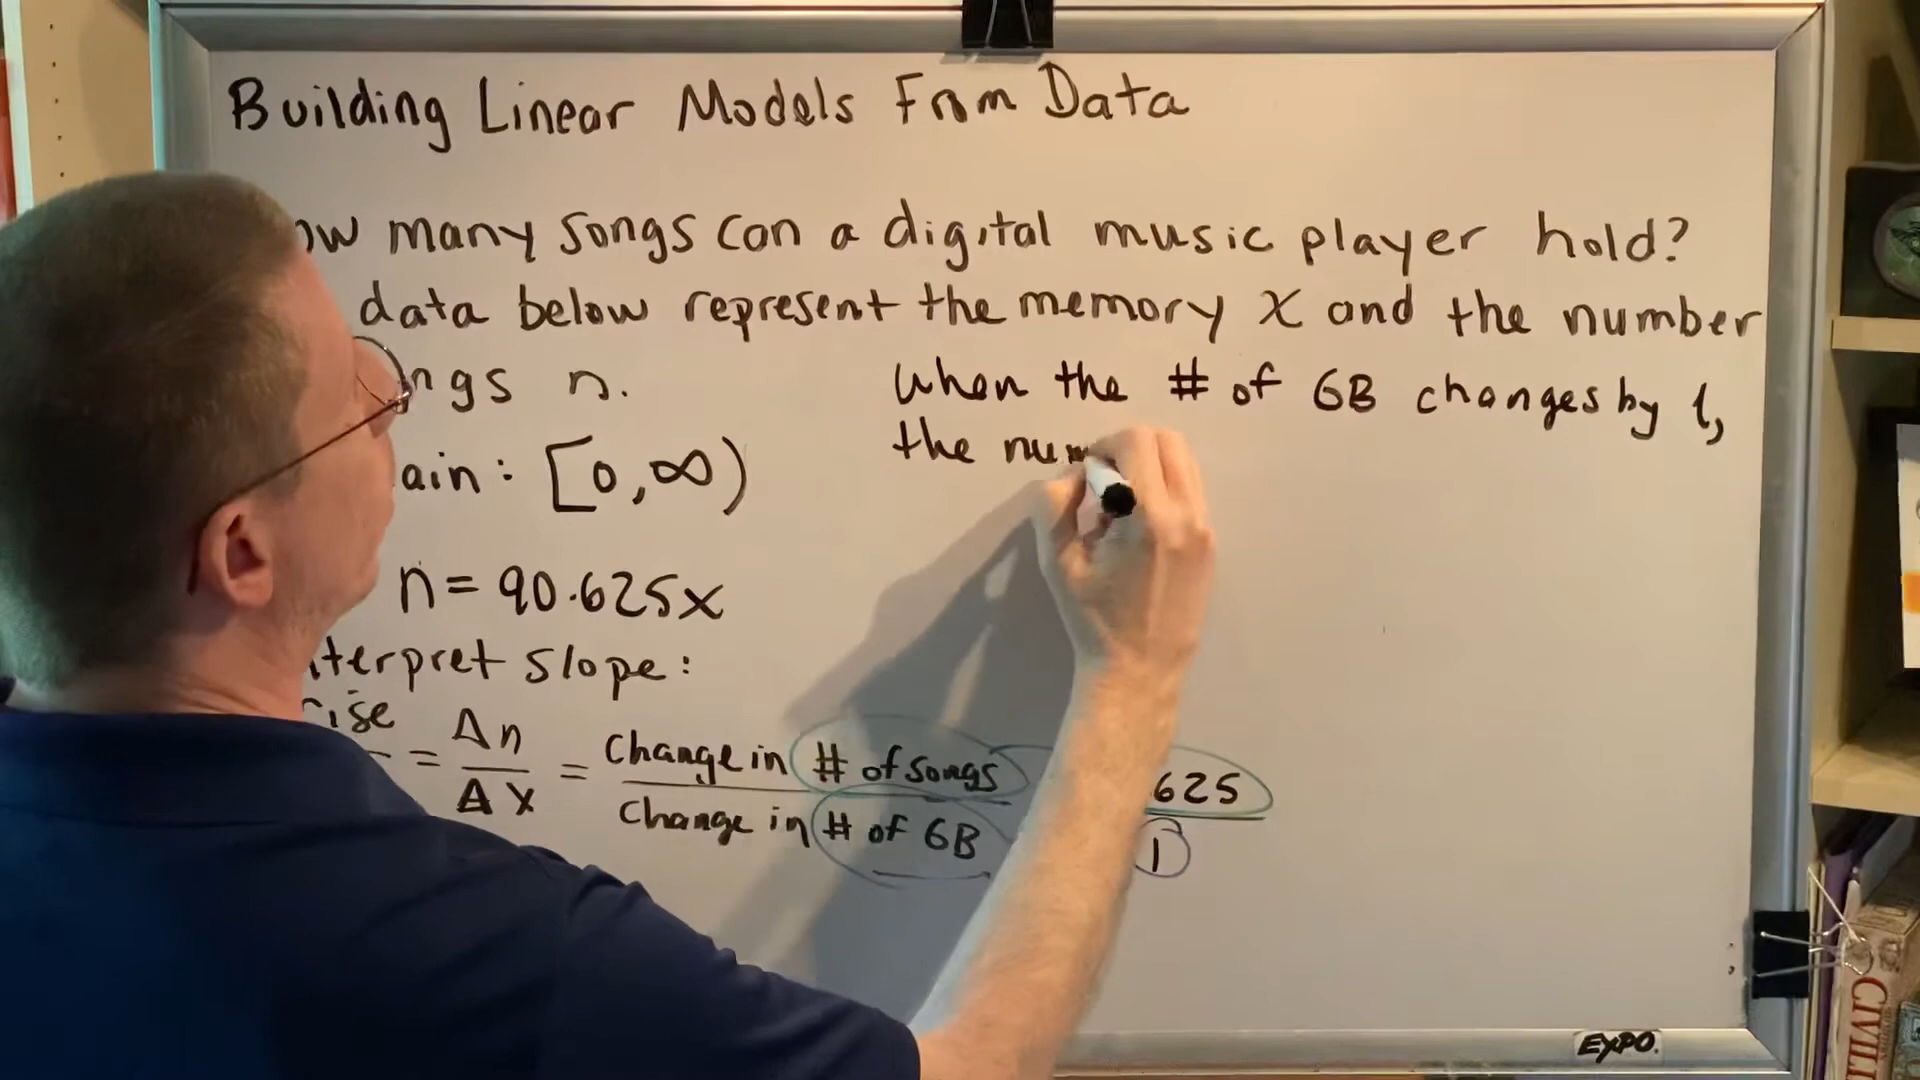 Building Linear Models From Data
ow many songs can a digital music player hold?
data below represent the memory x and the number
ngs n.
ain: [0,∞)
n=90.625x
terpret slope:
rise
= Δn / Δx = Change in # of songs / Change in # of GB
625
1
When the # of GB changes by 1,
the num
EXPO.
CIVILI